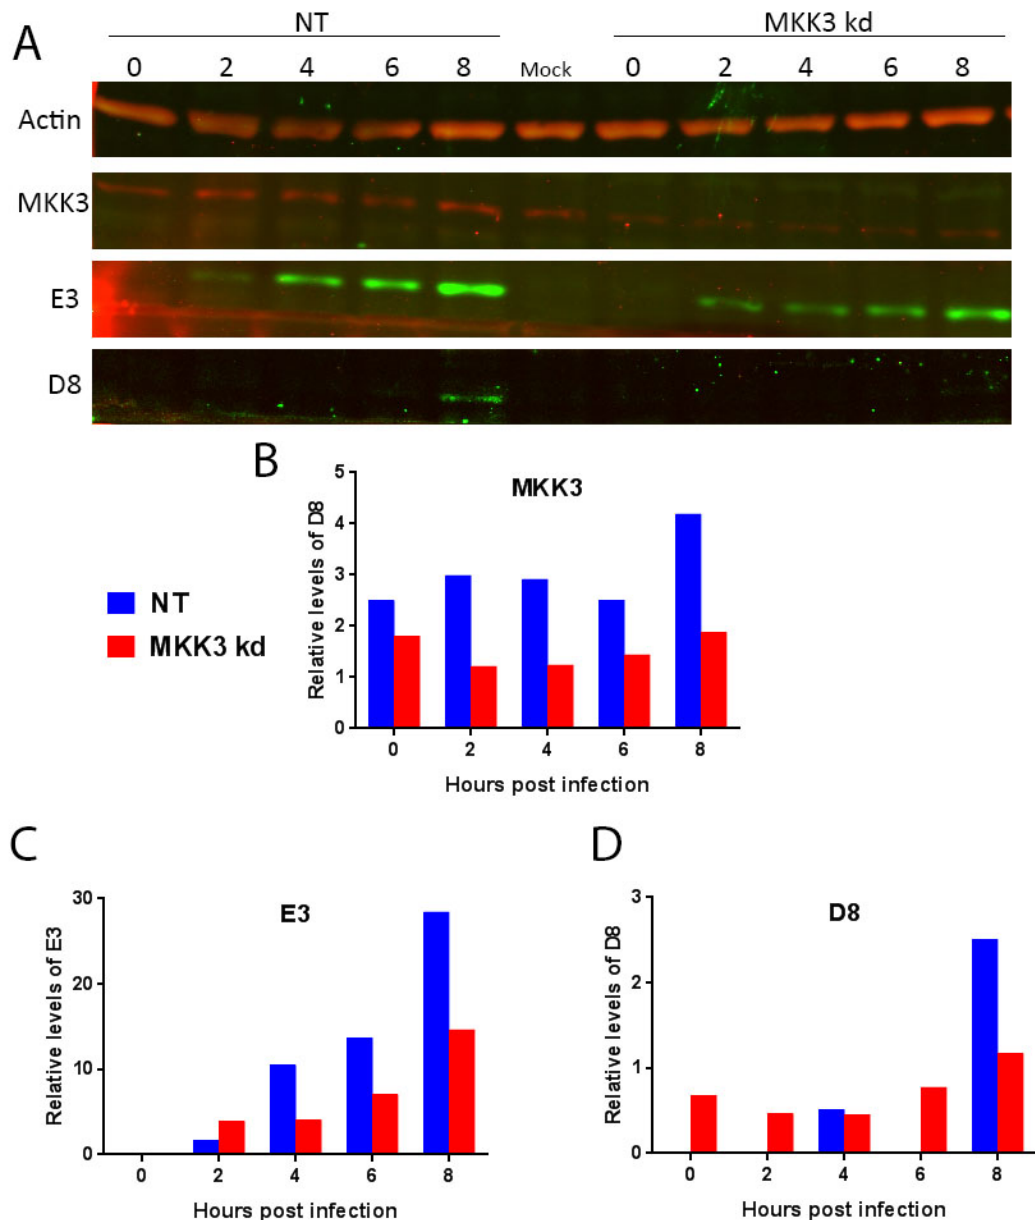 A
NT
MKK3 kd
0 2 4 6 8 Mock 0 2 4 6 8
Actin
MKK3
E3
D8
B
MKK3
Relative levels of D8
5
4
3
2
1
0
0 2 4 6 8
Hours post infection
NT
MKK3 kd
C
E3
Relative levels of E3
30
20
10
0
0 2 4 6 8
Hours post infection
D
D8
Relative levels of D8
3
2
1
0
0 2 4 6 8
Hours post infection